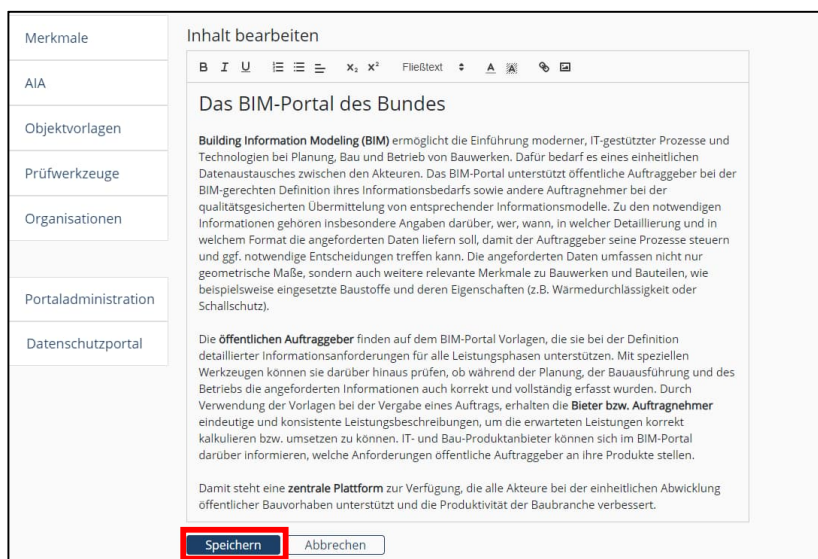 Merkmale
AIA
Objektvorlagen
Prüfwerkzeuge
Organisationen
Portaladministration
Datenschutzportal
Inhalt bearbeiten
B I U X₂ X² Fließtext A A
Das BIM-Portal des Bundes
Building Information Modeling (BIM) ermöglicht die Einführung moderner, IT-gestützter Prozesse und
Technologien bei Planung, Bau und Betrieb von Bauwerken. Dafür bedarf es eines einheitlichen
Datenaustausches zwischen den Akteuren. Das BIM-Portal unterstützt öffentliche Auftraggeber bei der
BIM-gerechten Definition ihres Informationsbedarfs sowie andere Auftragnehmer bei der
qualitätsgesicherten Übermittlung von entsprechender Informationsmodelle. Zu den notwendigen
Informationen gehören insbesondere Angaben darüber, wer, wann, in welcher Detaillierung und in
welchem Format die angeforderten Daten liefern soll, damit der Auftraggeber seine Prozesse steuern
und ggf. notwendige Entscheidungen treffen kann. Die angeforderten Daten umfassen nicht nur
geometrische Maße, sondern auch weitere relevante Merkmale zu Bauwerken und Bauteilen, wie
beispielsweise eingesetzte Baustoffe und deren Eigenschaften (z.B. Wärmedurchlässigkeit oder
Schallschutz).
Die öffentlichen Auftraggeber finden auf dem BIM-Portal Vorlagen, die sie bei der Definition
detaillierter Informationsanforderungen für alle Leistungsphasen unterstützen. Mit speziellen
Werkzeugen können sie darüber hinaus prüfen, ob während der Planung, der Bauausführung und des
Betriebs die angeforderten Informationen auch korrekt und vollständig erfasst wurden. Durch
Verwendung der Vorlagen bei der Vergabe eines Auftrags, erhalten die Bieter bzw. Auftragnehmer
eindeutige und konsistente Leistungsbeschreibungen, um die erwarteten Leistungen korrekt
kalkulieren bzw. umsetzen zu können. IT- und Bau-Produktanbieter können sich im BIM-Portal
darüber informieren, welche Anforderungen öffentliche Auftraggeber an ihre Produkte stellen.
Damit steht eine zentrale Plattform zur Verfügung, die alle Akteure bei der einheitlichen Abwicklung
öffentlicher Bauvorhaben unterstützt und die Produktivität der Baubranche verbessert.
Speichern Abbrechen